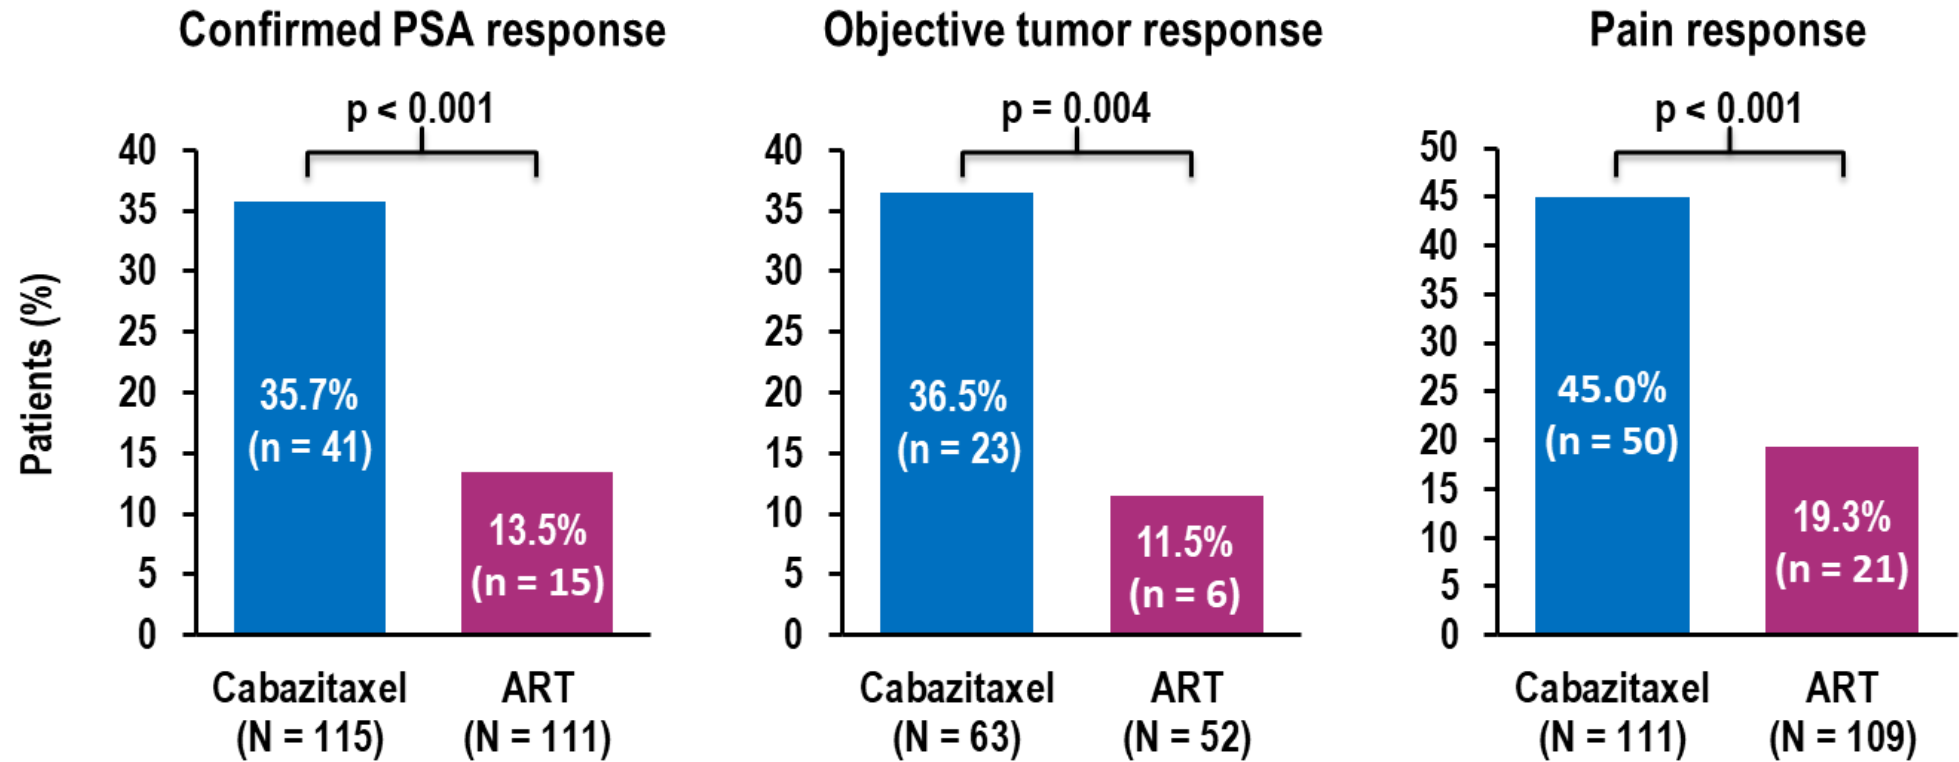 Confirmed PSA response
p < 0.001
40
35
30
25
20
15
10
5
0
Patients (%)
35.7%
(n = 41)
13.5%
(n = 15)
Cabazitaxel
(N = 115)
ART
(N = 111)
Objective tumor response
p = 0.004
40
35
30
25
20
15
10
5
0
36.5%
(n = 23)
11.5%
(n = 6)
Cabazitaxel
(N = 63)
ART
(N = 52)
Pain response
p < 0.001
50
45
40
35
30
25
20
15
10
5
0
45.0%
(n = 50)
19.3%
(n = 21)
Cabazitaxel
(N = 111)
ART
(N = 109)